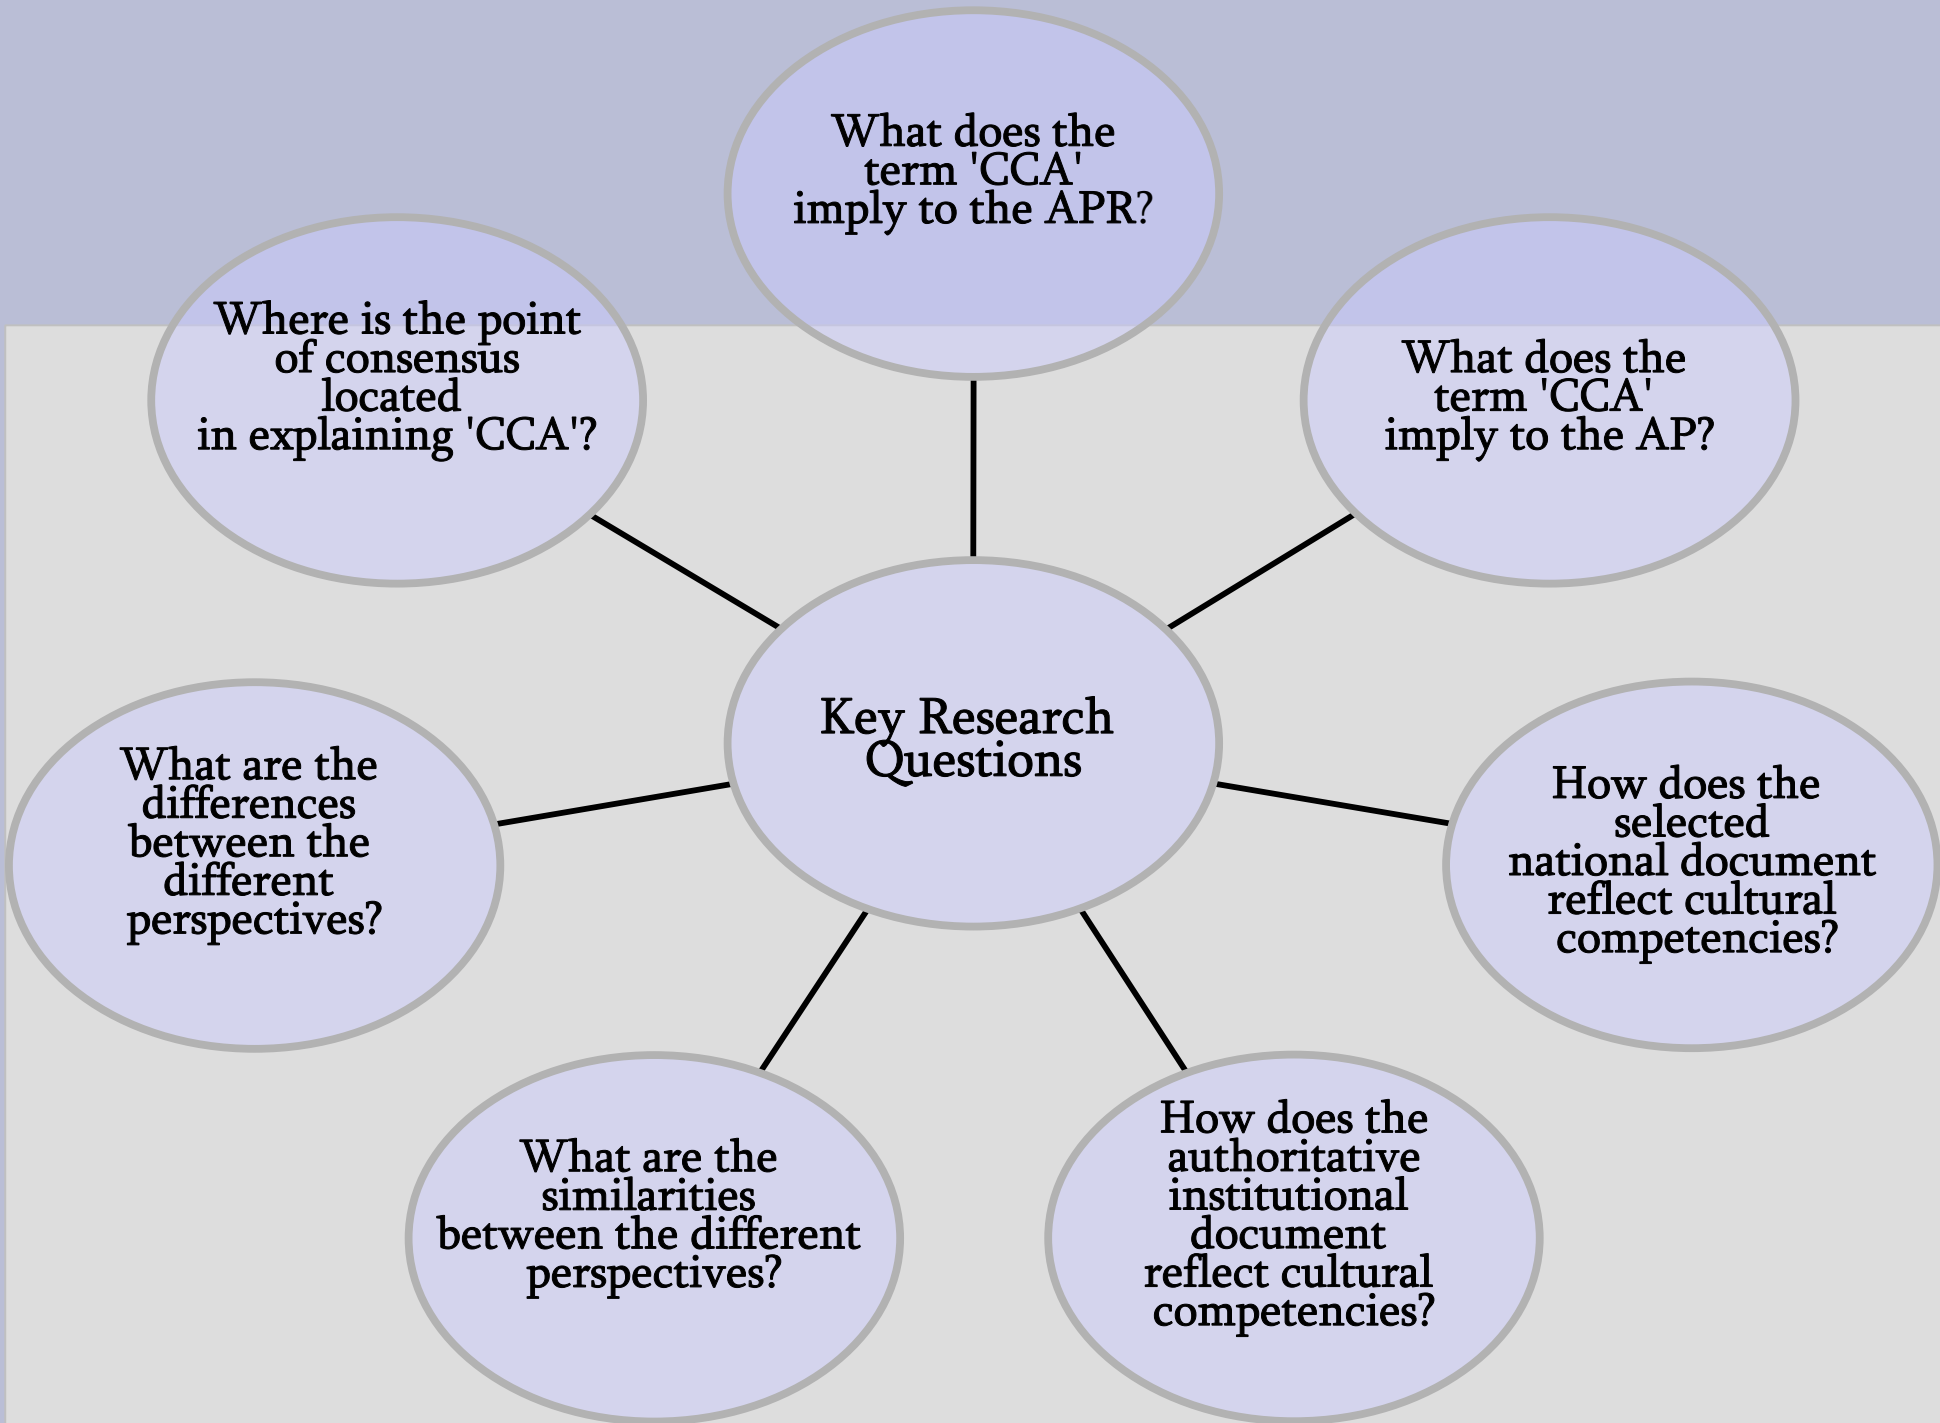 What does the
term 'CCA'
imply to the APR?
Where is the point
of consensus
located
in explaining 'CCA'?
What does the
term 'CCA'
imply to the AP?
Key Research
Questions
What are the
differences
between the
different
perspectives?
How does the
selected
national document
reflect cultural
competencies?
What are the
similarities
between the different
perspectives?
How does the
authoritative
institutional
document
reflect cultural
competencies?